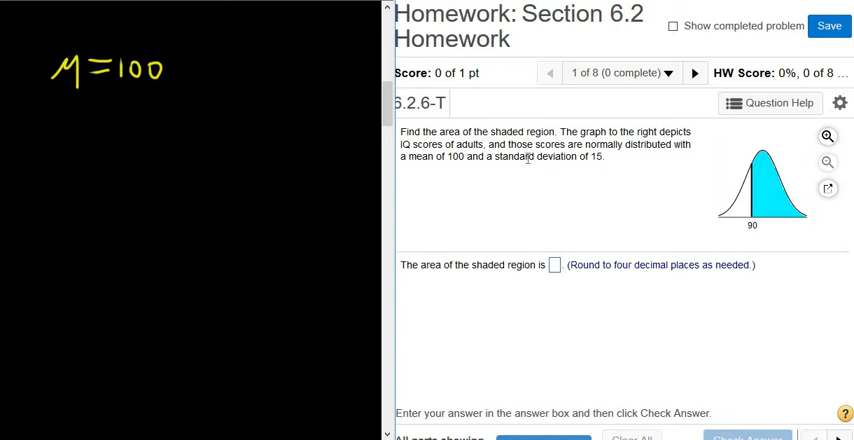 μ = 100
Homework: Section 6.2
Homework
Show completed problem
Save
Score: 0 of 1 pt
1 of 8 (0 complete)
HW Score: 0%, 0 of 8 ...
6.2.6-T
Question Help
Find the area of the shaded region. The graph to the right depicts
IQ scores of adults, and those scores are normally distributed with
a mean of 100 and a standard deviation of 15.
90
The area of the shaded region is . (Round to four decimal places as needed.)
Enter your answer in the answer box and then click Check Answer.
?
All parts showing
Clear All
Check Answer